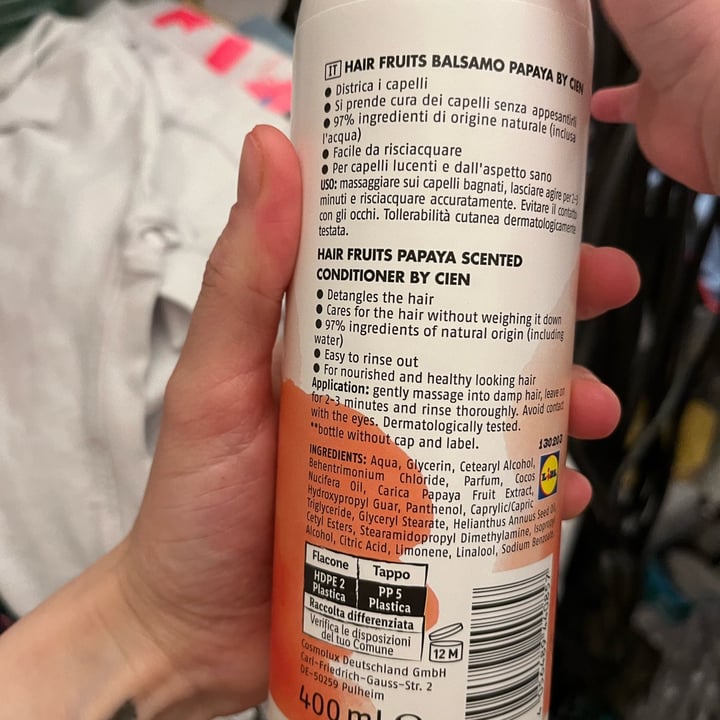 IT HAIR FRUITS BALSAMO PAPAYA BY CIEN
● Districa i capelli
● Si prende cura dei capelli senza appesantirli
● 97% ingredienti di origine naturale (inclusa
l'acqua)
● Facile da risciacquare
● Per capelli lucenti e dall'aspetto sano
USO: massaggiare sui capelli bagnati, lasciare agire per 2-3
minuti e risciacquare accuratamente. Evitare il contatto
con gli occhi. Tollerabilità cutanea dermatologicamente
testata.
HAIR FRUITS PAPAYA SCENTED
CONDITIONER BY CIEN
● Detangles the hair
● Cares for the hair without weighing it down
● 97% ingredients of natural origin (including
water)
● Easy to rinse out
● For nourished and healthy looking hair
Application: gently massage into damp hair, leave on
for 2-3 minutes and rinse thoroughly. Avoid contact
with the eyes. Dermatologically tested.
**bottle without cap and label.
130203
INGREDIENTS: Aqua, Glycerin, Cetearyl Alcohol,
Behentrimonium Chloride, Parfum, Cocos
Nucifera Oil, Carica Papaya Fruit Extract,
Hydroxypropyl Guar, Panthenol, Caprylic/Capric
Triglyceride, Glyceryl Stearate, Helianthus Annuus Seed Oil,
Cetyl Esters, Stearamidopropyl Dimethylamine, Isopropyl
Alcohol, Citric Acid, Limonene, Linalool, Sodium Benzoate.
LIDL
Flacone Tappo
HDPE 2 PP 5
Plastica Plastica
Raccolta differenziata
Verifica le disposizioni
del tuo Comune
12 M
Cosmolux Deutschland GmbH
Carl-Friedrich-Gauss-Str. 2
DE-50259 Pulheim
400 ml